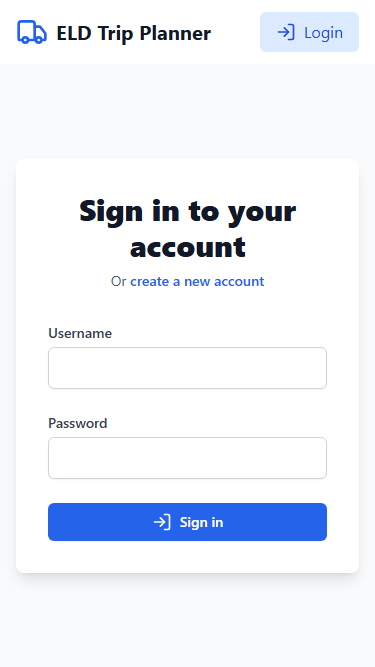 ELD Trip Planner
Login
Sign in to your
account
Or create a new account
Username
Password
Sign in